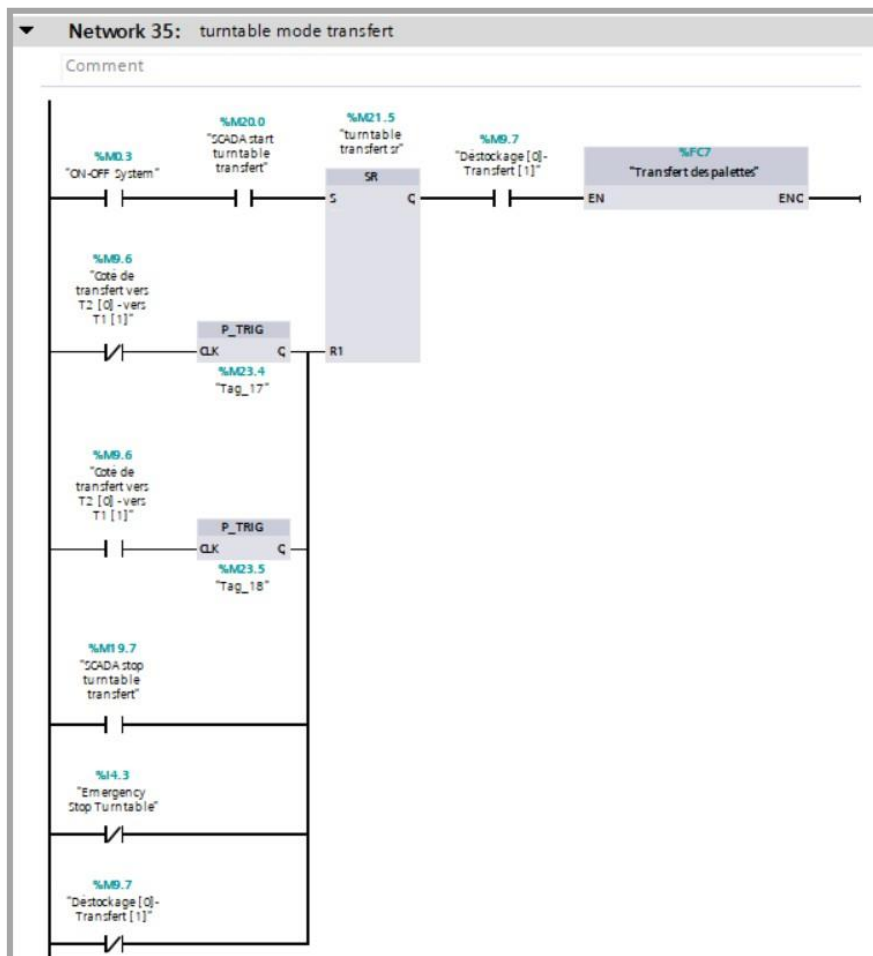 Network 35: turntable mode transfert
Comment
%M0.3
"ON-OFF System"
%M20.0
"SCADA start
turntable
transfert"
%M21.5
"turntable
transfert sr"
SR
S
Q
%M9.7
"Déstockage [0]-
Transfert [1]"
%FC7
"Transfert des palettes"
EN
ENO
%M9.6
"Coté de
transfert vers
T2 [0] -vers
T1 [1]"
P_TRIG
CLK
Q
%M23.4
"Tag_17"
R1
%M9.6
"Coté de
transfert vers
T2 [0] -vers
T1 [1]"
P_TRIG
CLK
Q
%M23.5
"Tag_18"
%M19.7
"SCADA stop
turntable
transfert"
%I4.3
"Emergency
Stop Turntable"
%M9.7
"Déstockage [0]-
Transfert [1]"